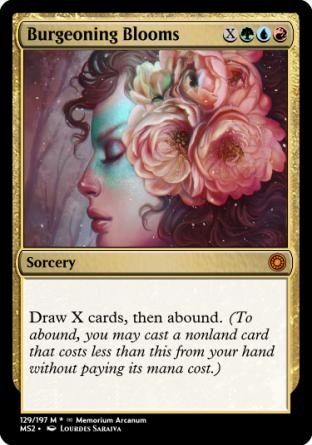 Burgeoning Blooms X
Sorcery
Draw X cards, then abound. (To
abound, you may cast a nonland card
that costs less than this from your hand
without paying its mana cost.)
129/197 M * ∞ Memorium Arcanum
MS2 • Lourdes Saraiva